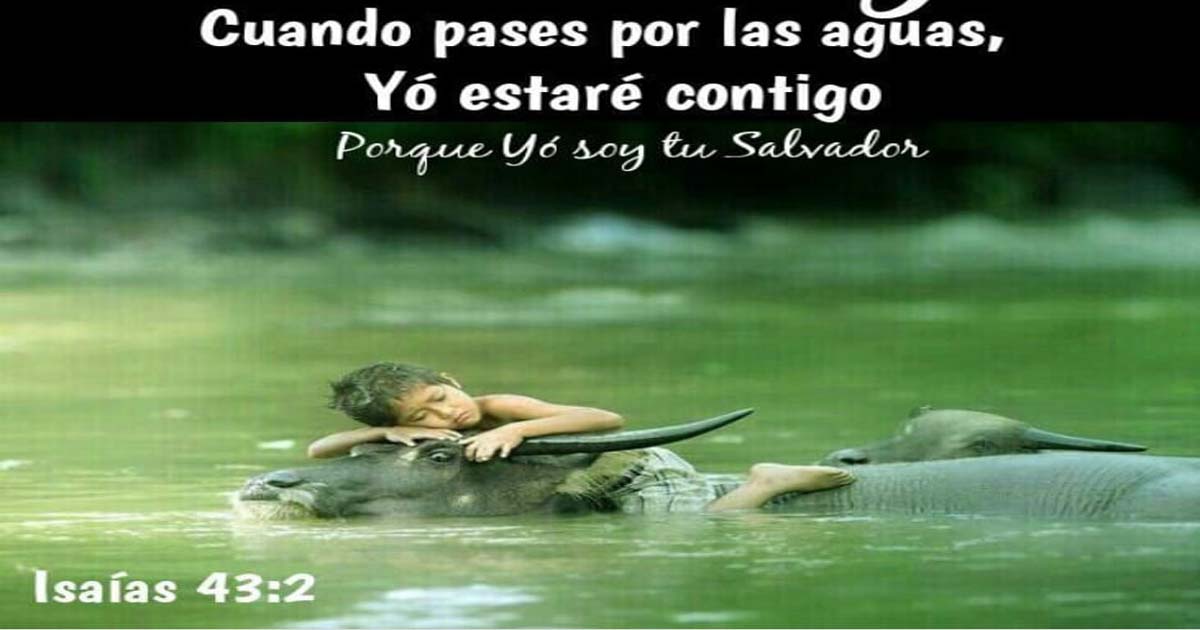 Cuando pases por las aguas,
Yó estaré contigo
Porque Yó soy tu Salvador
Isaías 43:2